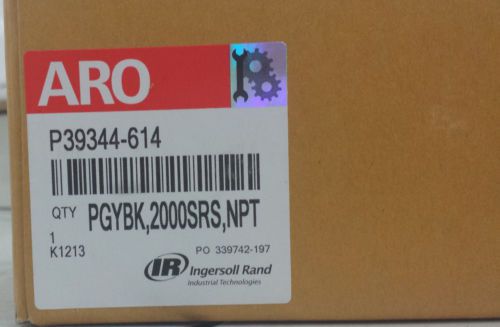 ARO
P39344-614
QTY PGYBK,2000SRS,NPT
1
K1213
PO 339742-197
IR Ingersoll Rand
Industrial Technologies